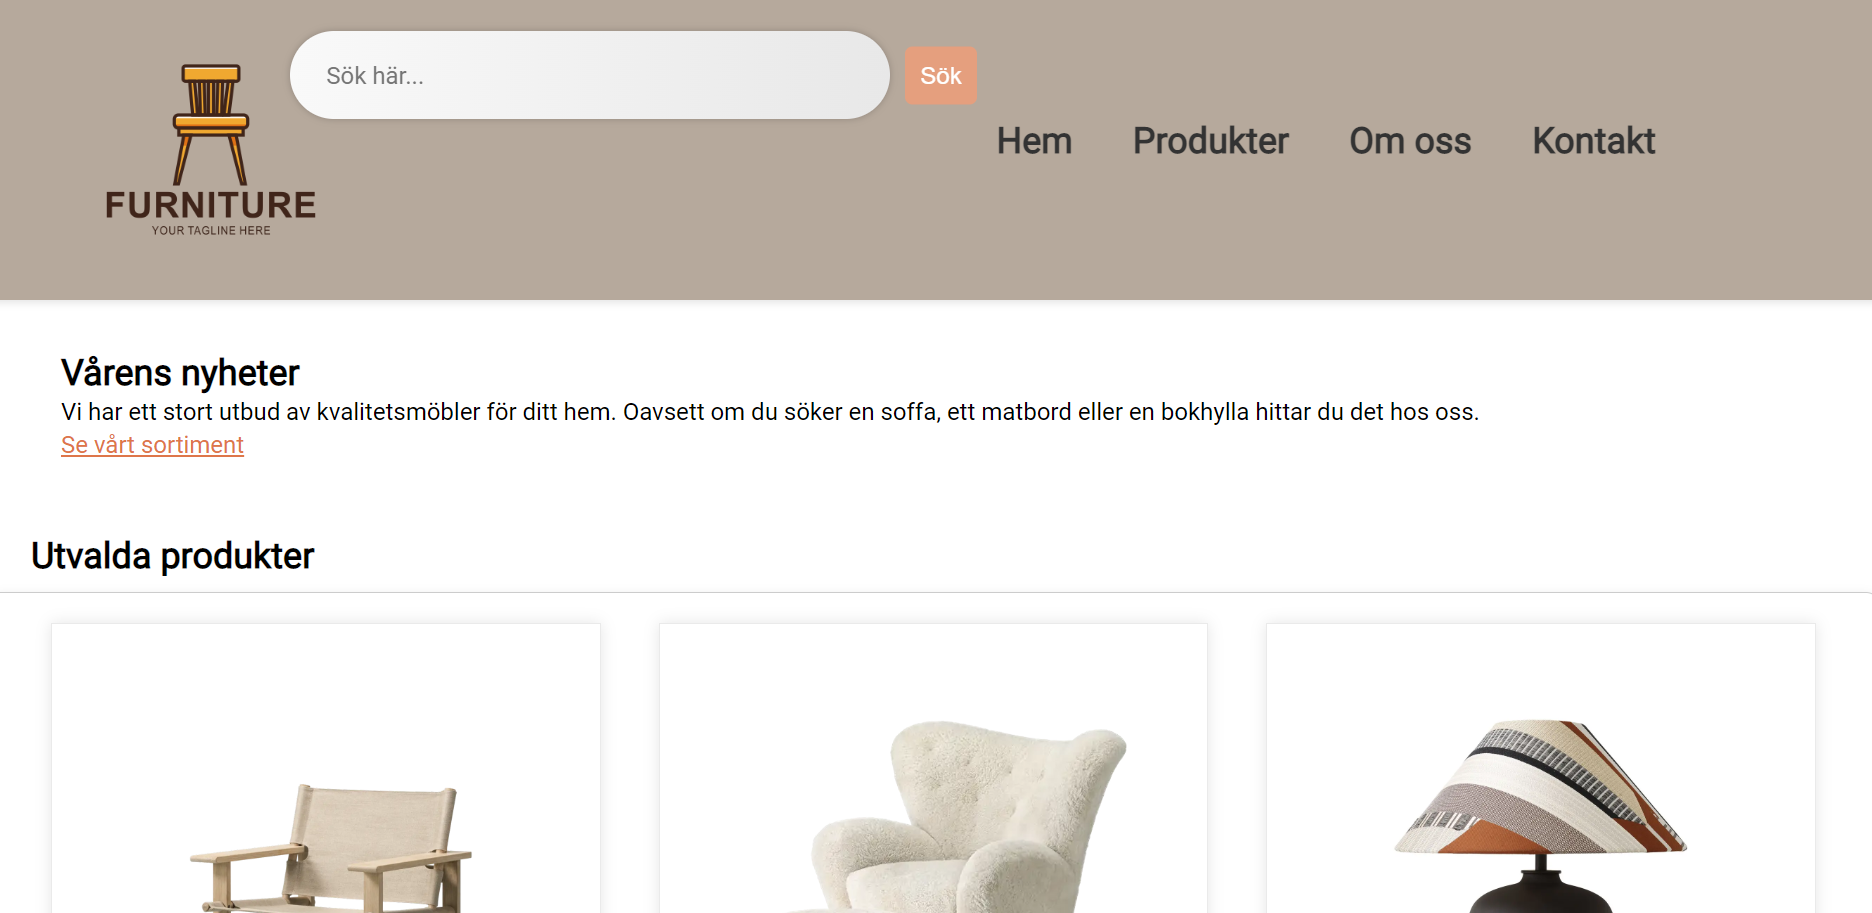 Sök här...
Sök
FURNITURE
YOUR TAGLINE HERE
Hem
Produkter
Om oss
Kontakt
Vårens nyheter
Vi har ett stort utbud av kvalitetsmöbler för ditt hem. Oavsett om du söker en soffa, ett matbord eller en bokhylla hittar du det hos oss.
Se vårt sortiment
Utvalda produkter